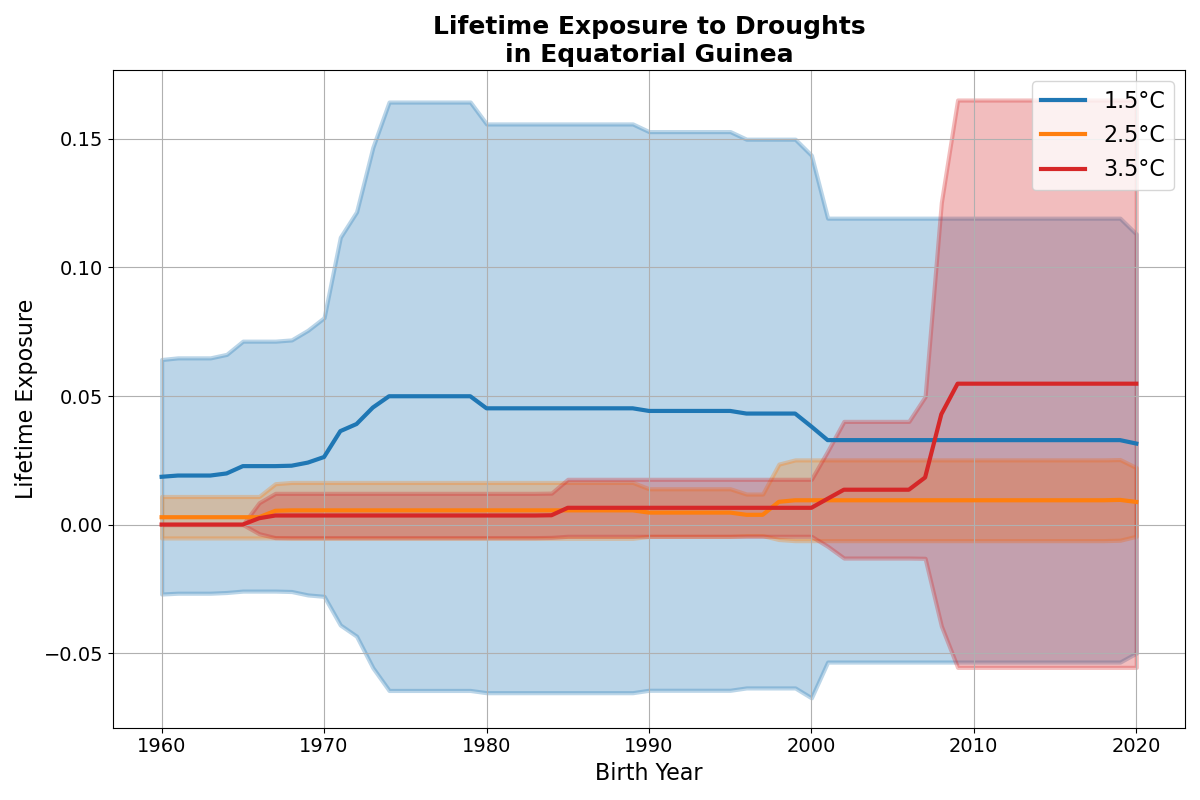 Lifetime Exposure to Droughts
in Equatorial Guinea
1.5°C
2.5°C
3.5°C
0.15
0.10
0.05
0.00
−0.05
Lifetime Exposure
1960 1970 1980 1990 2000 2010 2020
Birth Year